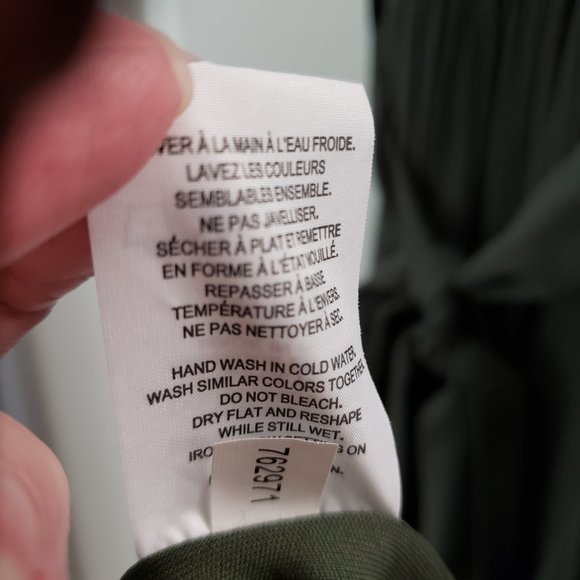 VER À LA MAIN À L'EAU FROIDE.
LAVEZ LES COULEURS
SEMBLABLES ENSEMBLE.
NE PAS JAVELLISER.
SÉCHER À PLAT ET REMETTRE
EN FORME À L'ÉTAT MOUILLÉ.
REPASSER À BASSE
TEMPÉRATURE À L'ENVERS.
NE PAS NETTOYER À SEC.
HAND WASH IN COLD WATER.
WASH SIMILAR COLORS TOGETHER
DO NOT BLEACH.
DRY FLAT AND RESHAPE
WHILE STILL WET.
ON
762971